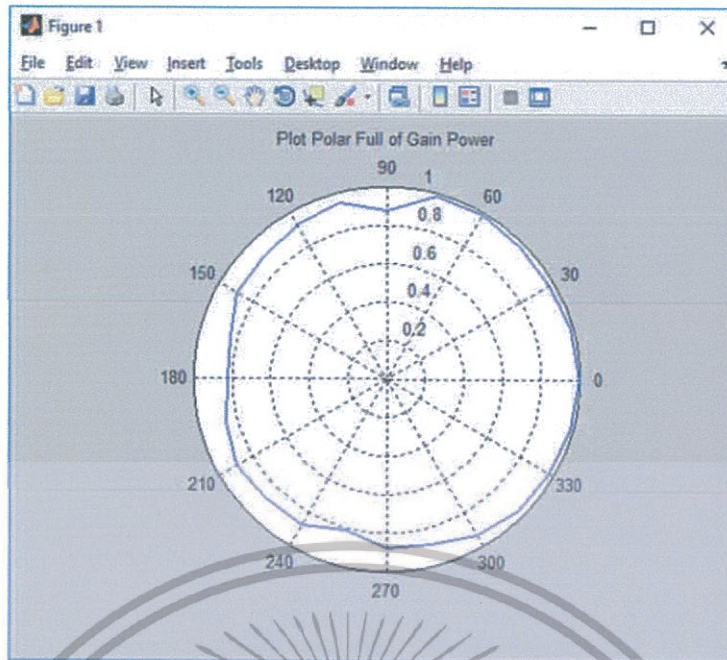 Figure 1
File Edit View Insert Tools Desktop Window Help
Plot Polar Full of Gain Power
90
120 1 60
0.8
0.6
150 0.4 30
0.2
180 0
210 330
240 300
270